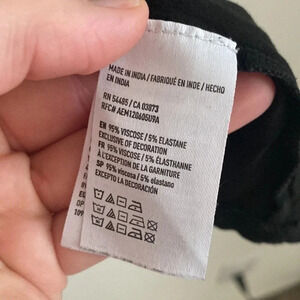 MADE IN INDIA / FABRIQUÉ EN INDE / HECHO
EN INDIA
RN 54485 / CA 03873
RFC# AEM120405U9A
EN 95% VISCOSE / 5% ELASTANE
EXCLUSIVE OF DECORATION
FR 95% VISCOSE / 5% ÉLASTHANNE
À L'EXCEPTION DE LA GARNITURE
SP 95% viscosa / 5% elastano
EXCEPTO LA DECORACIÓN